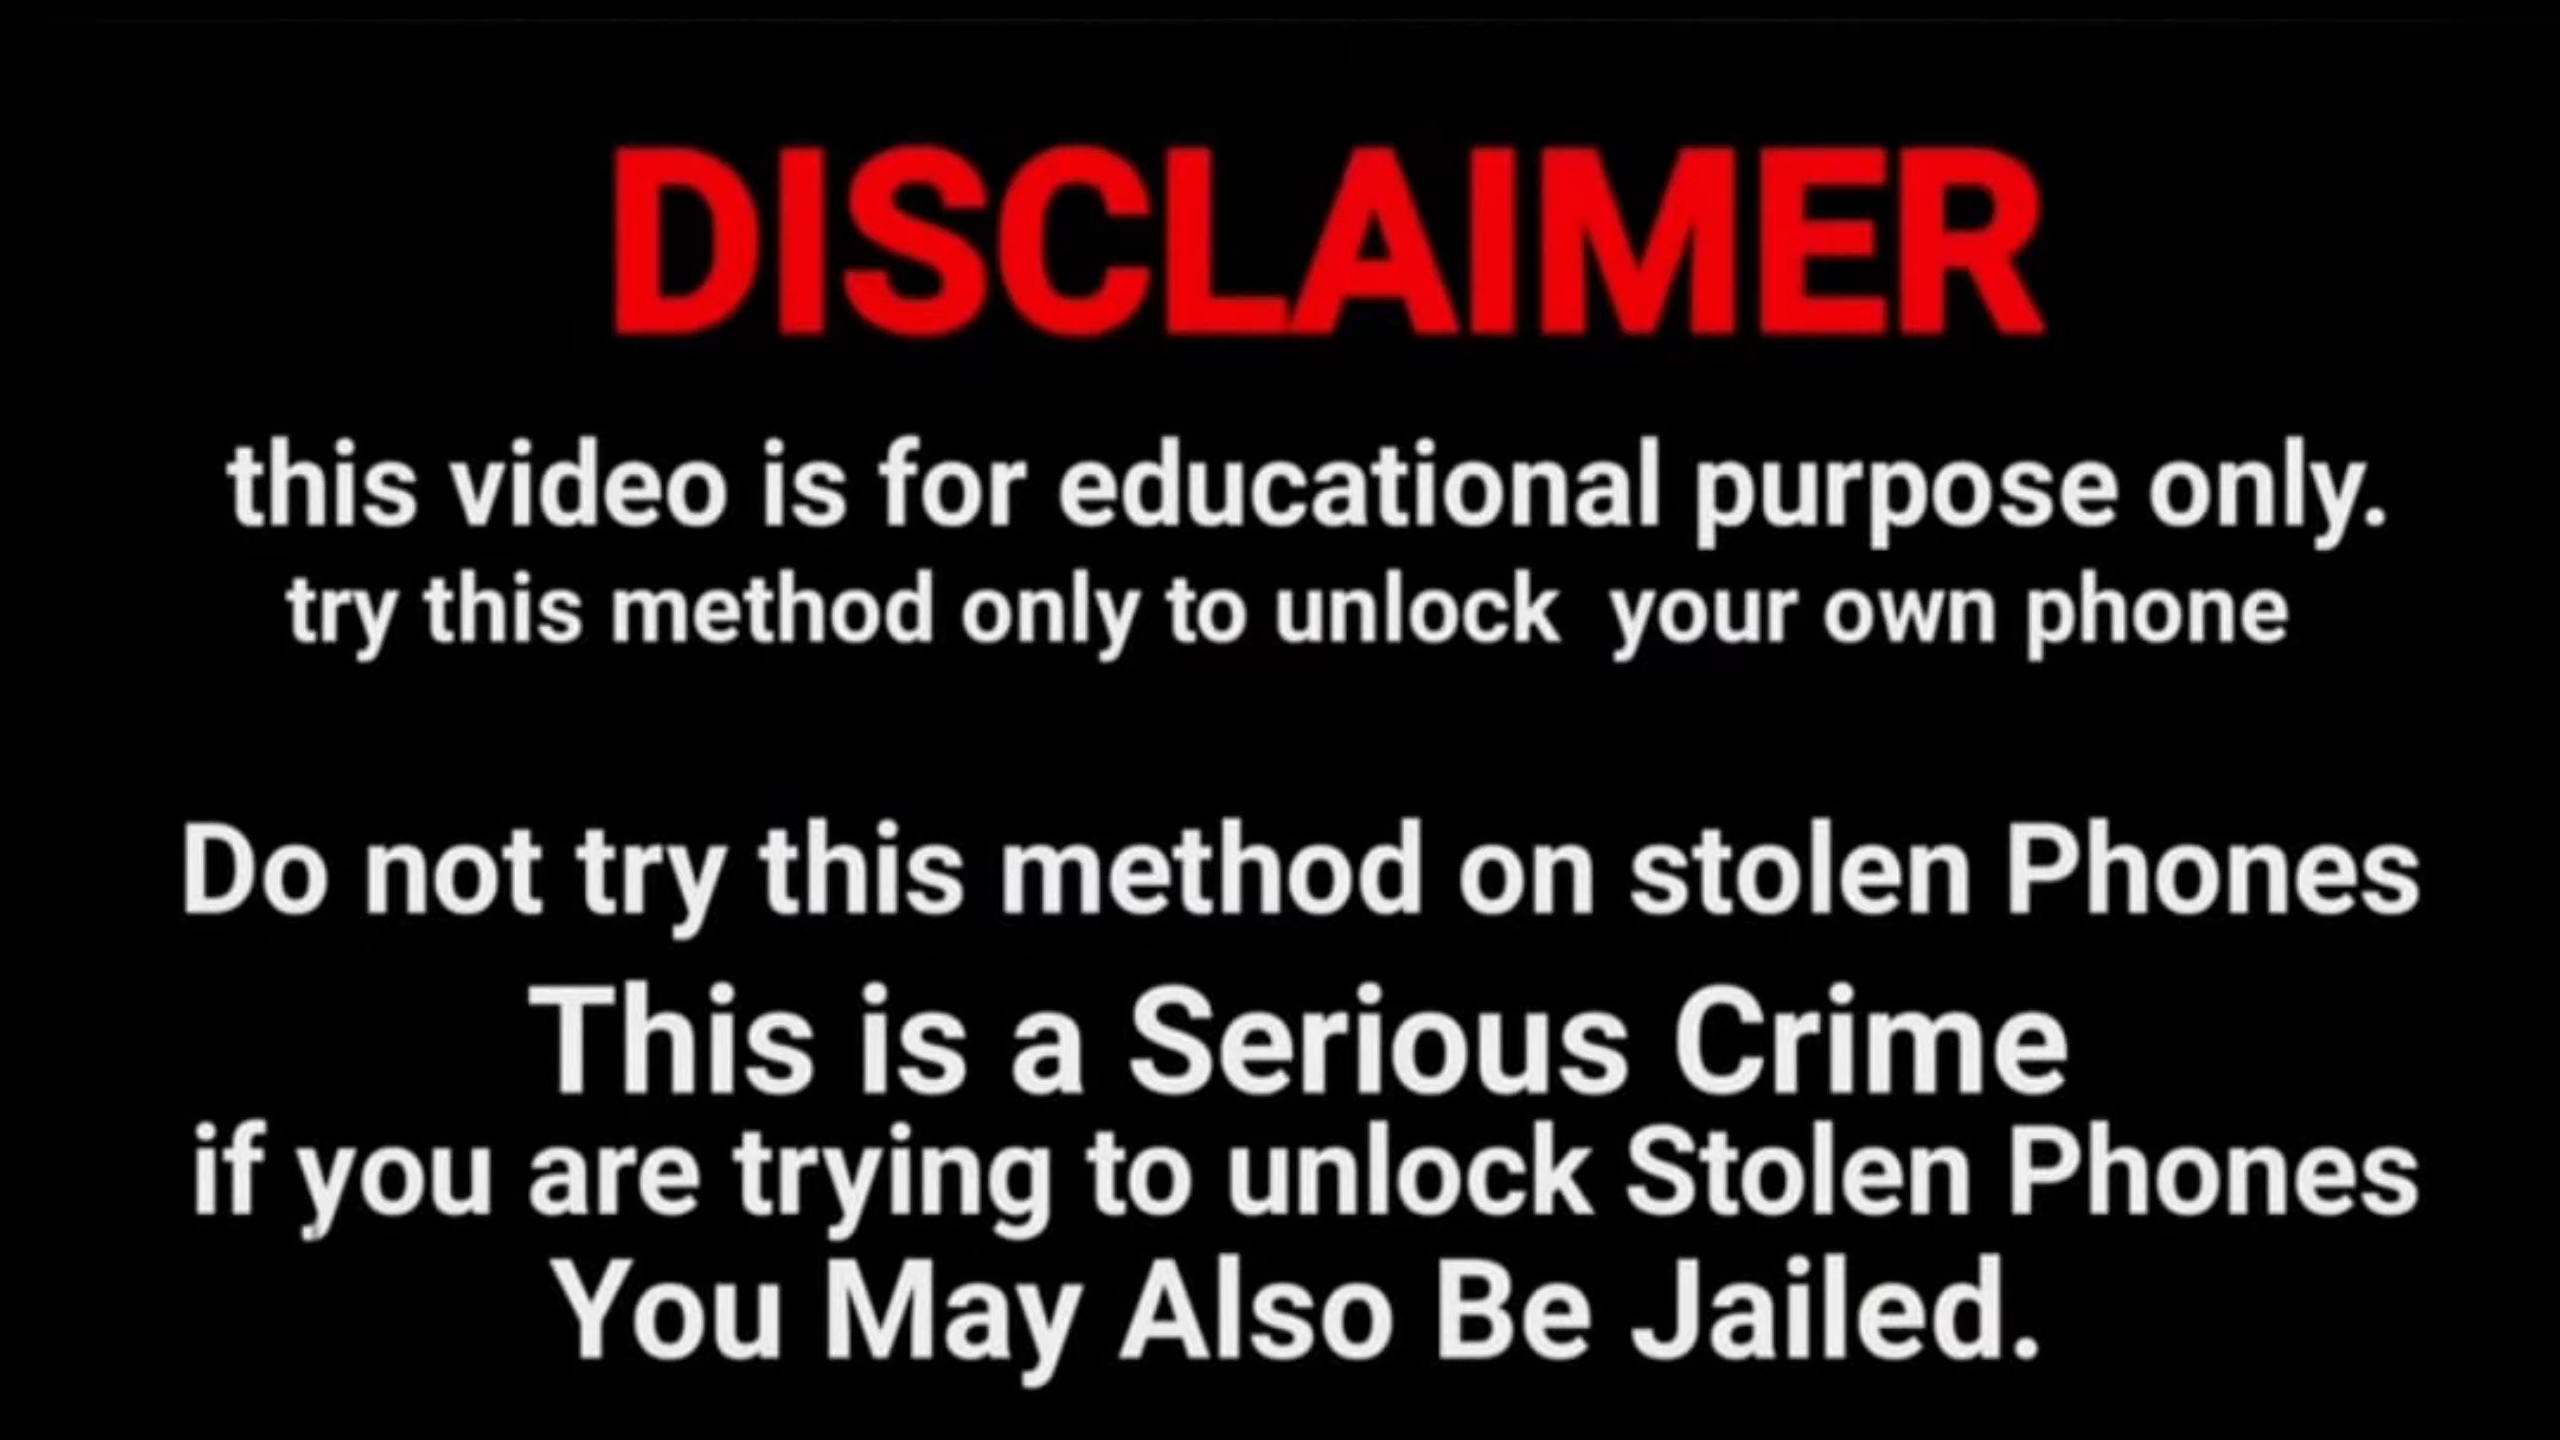 DISCLAIMER
this video is for educational purpose only.
try this method only to unlock  your own phone
Do not try this method on stolen Phones
This is a Serious Crime
if you are trying to unlock Stolen Phones
You May Also Be Jailed.